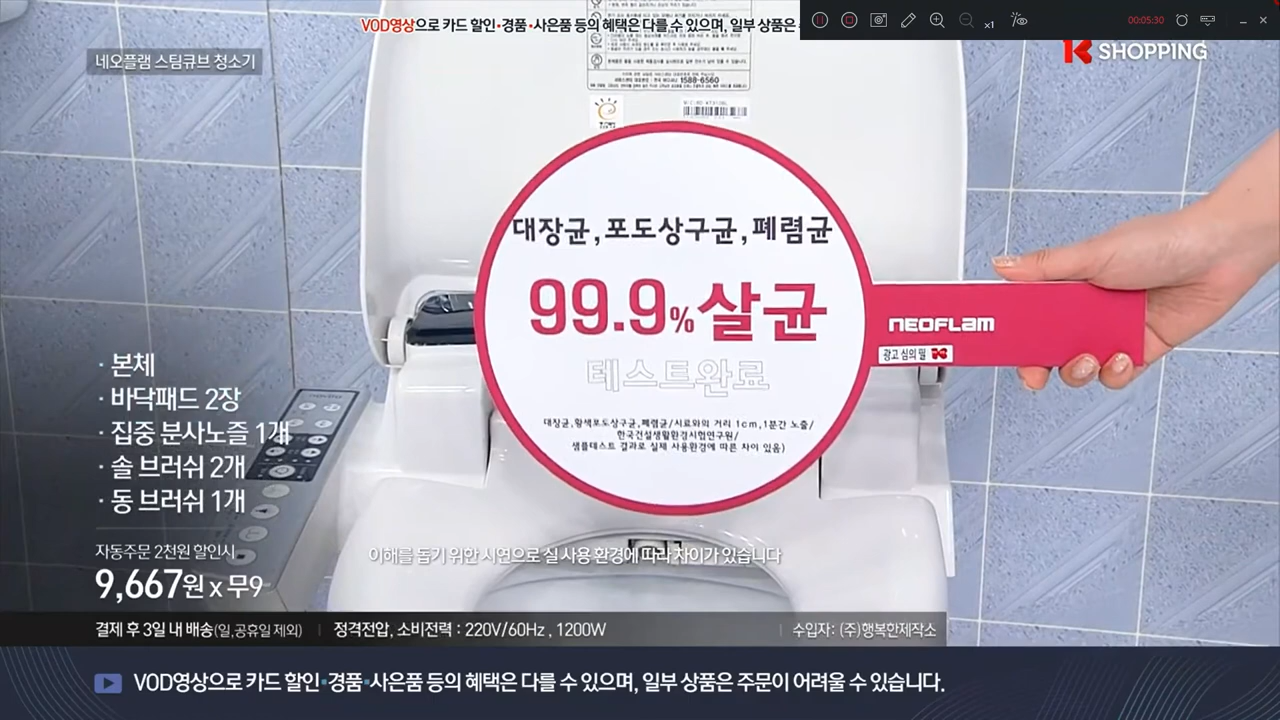 VOD영상으로 카드 할인·경품·사은품 등의 혜택은 다를 수 있으며, 일부 상품은
x1
00:05:30
네오플램 스팀큐브 청소기
K SHOPPING
1588-6560
대장균,포도상구균,폐렴균
99.9% 살균
테스트완료
NEOFLAM
광고 심의 필
대장균,황색포도상구균,폐렴균/시료와의 거리 1cm,1분간 노출/
한국건설생활환경시험연구원/
샘플테스트 결과로 실제 사용환경에 따른 차이 있음)
· 본체
· 바닥패드 2장
· 집중 분사노즐 1개
· 솔 브러쉬 2개
· 동 브러쉬 1개
자동주문 2천원 할인시
9,667원 x 무9
이해를 돕기 위한 시연으로 실 사용 환경에 따라 차이가 있습니다
결제 후 3일 내 배송(일,공휴일 제외)
정격전압, 소비전력 : 220V/60Hz , 1200W
수입자: (주)행복한제작소
VOD영상으로 카드 할인·경품·사은품 등의 혜택은 다를 수 있으며, 일부 상품은 주문이 어려울 수 있습니다.